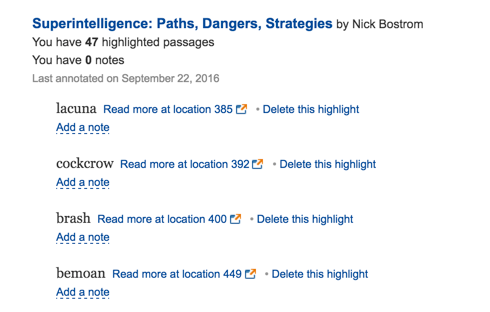 Superintelligence: Paths, Dangers, Strategies by Nick Bostrom
You have 47 highlighted passages
You have 0 notes
Last annotated on September 22, 2016
lacuna Read more at location 385 • Delete this highlight
Add a note
cockcrow Read more at location 392 • Delete this highlight
Add a note
brash Read more at location 400 • Delete this highlight
Add a note
bemoan Read more at location 449 • Delete this highlight
Add a note